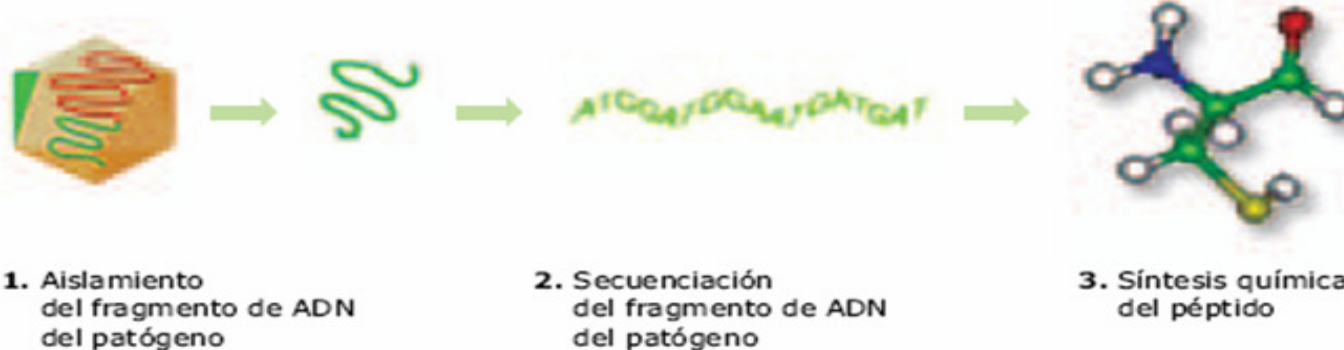 ATGGATGGAATGATGAT
1. Aislamiento
del fragmento de ADN
del patógeno
2. Secuenciación
del fragmento de ADN
del patógeno
3. Síntesis química
del péptido